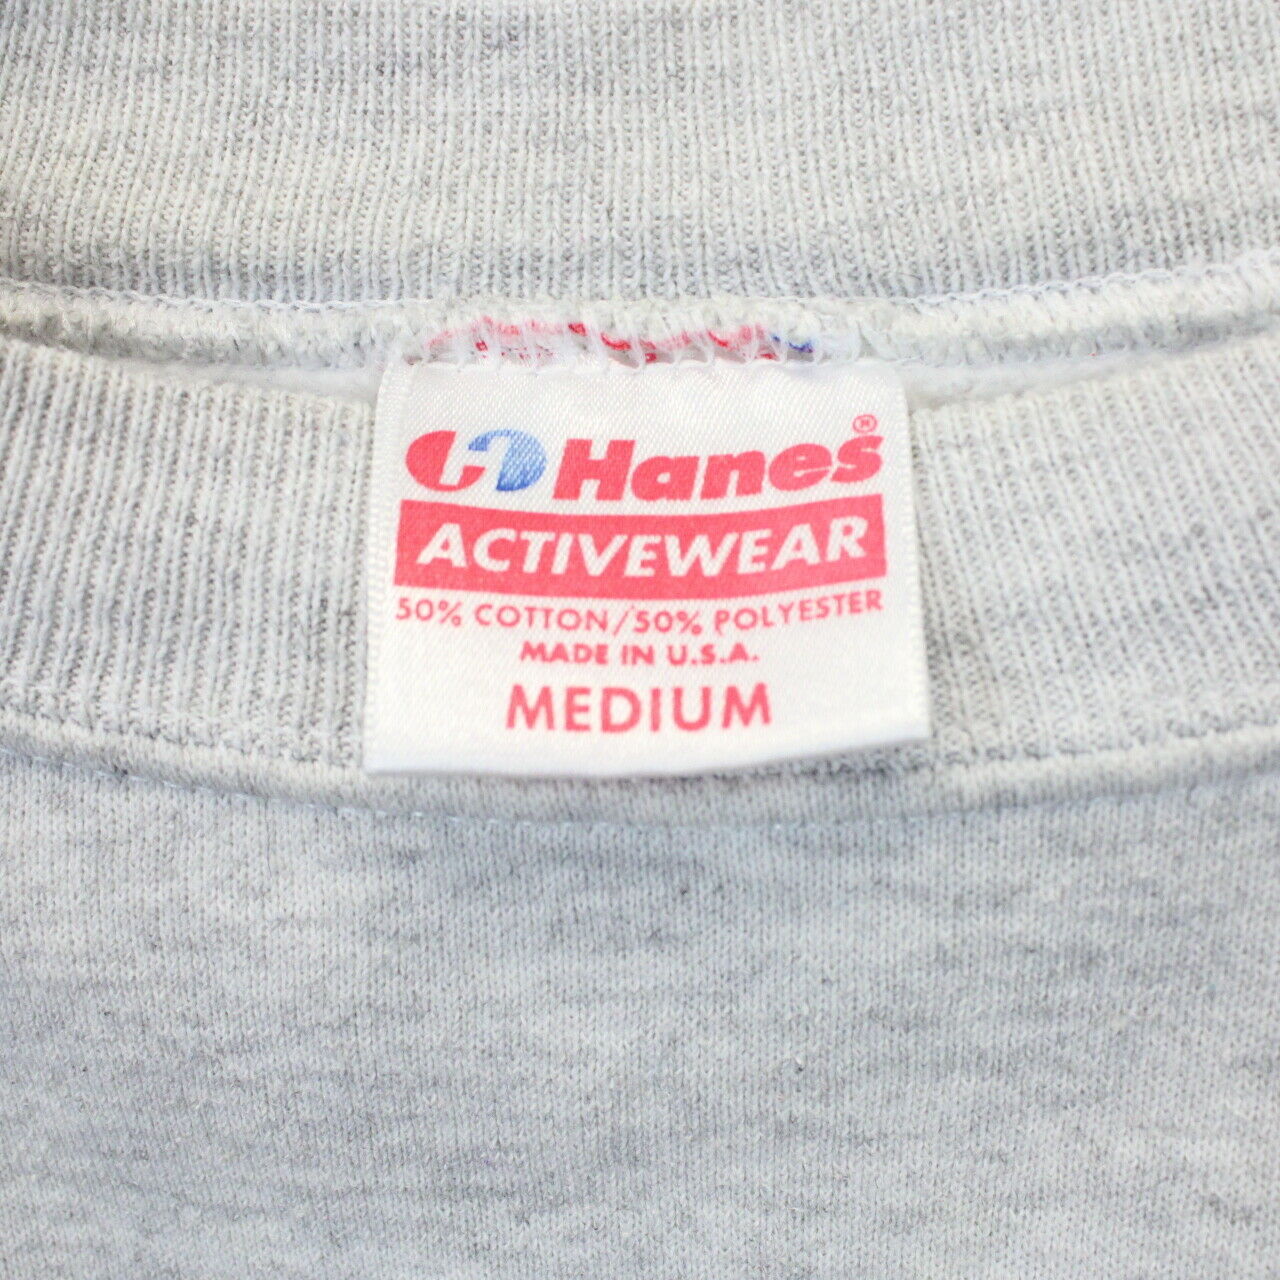 Hanes®
ACTIVEWEAR
50% COTTON/50% POLYESTER
MADE IN U.S.A.
MEDIUM